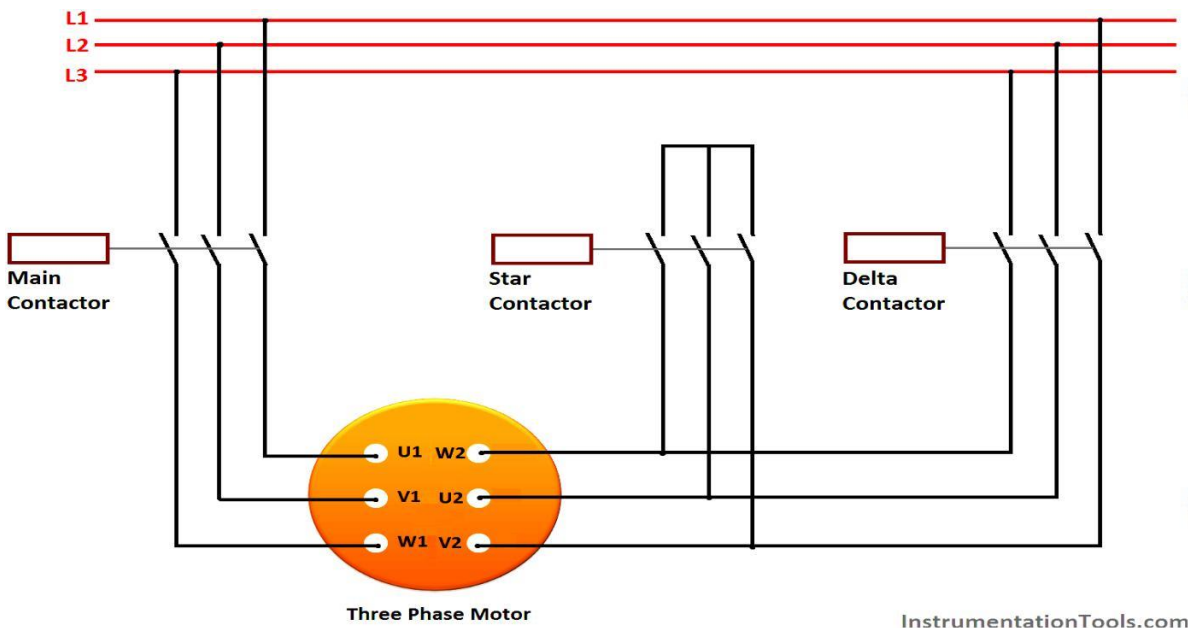 L1
L2
L3
Main
Contactor
Star
Contactor
Delta
Contactor
U1 W2
V1 U2
W1 V2
Three Phase Motor
InstrumentationTools.com